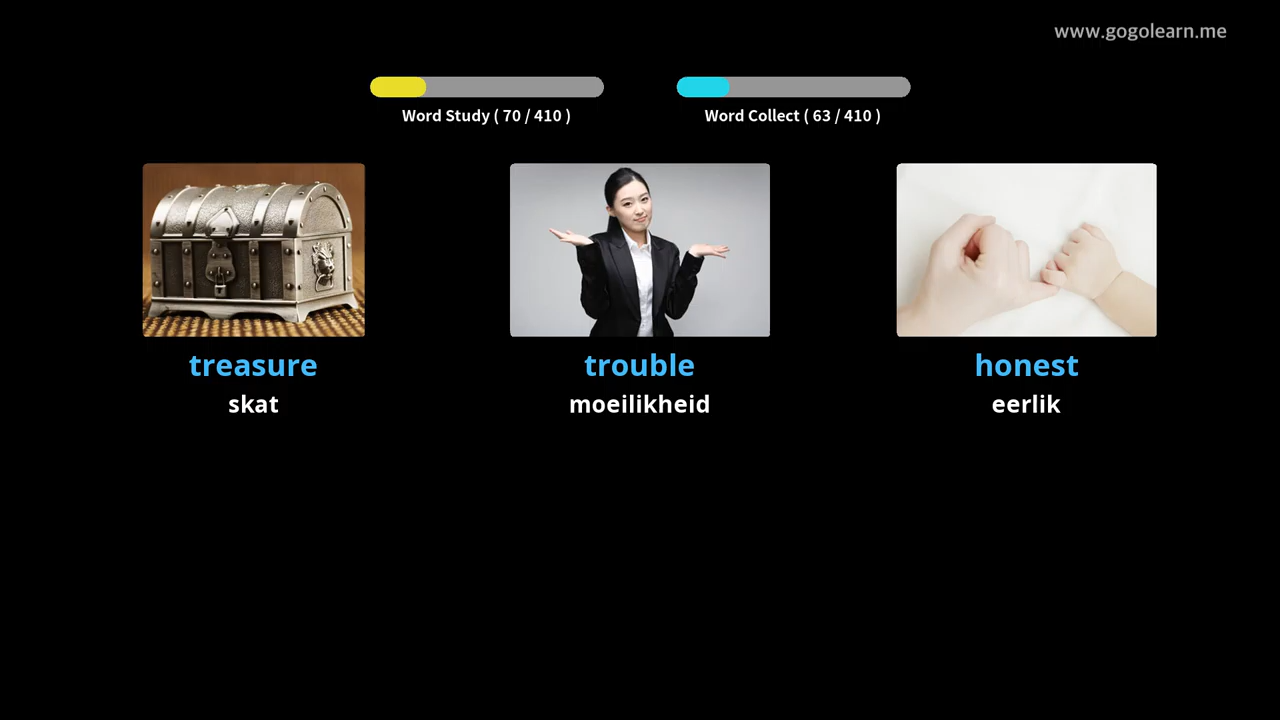 www.gogolearn.me
Word Study ( 70 / 410 )
Word Collect ( 63 / 410 )
treasure
skat
trouble
moeilikheid
honest
eerlik